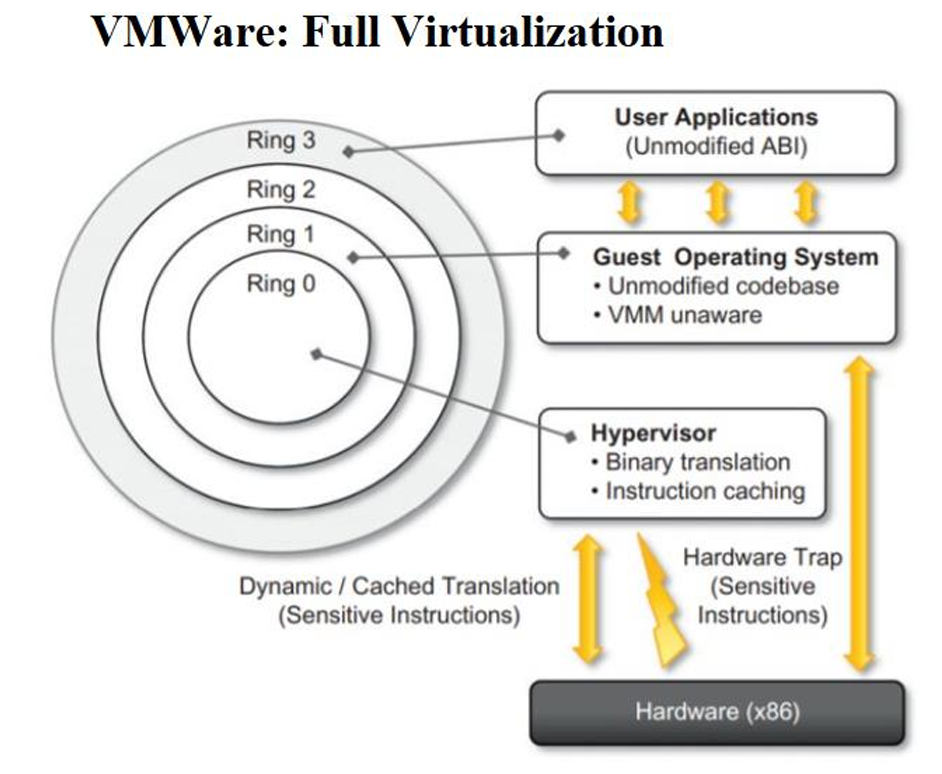 VMWare: Full Virtualization
Ring 3
Ring 2
Ring 1
Ring 0
User Applications
(Unmodified ABI)
Guest Operating System
• Unmodified codebase
• VMM unaware
Hypervisor
• Binary translation
• Instruction caching
Dynamic / Cached Translation
(Sensitive Instructions)
Hardware Trap
(Sensitive
Instructions)
Hardware (x86)